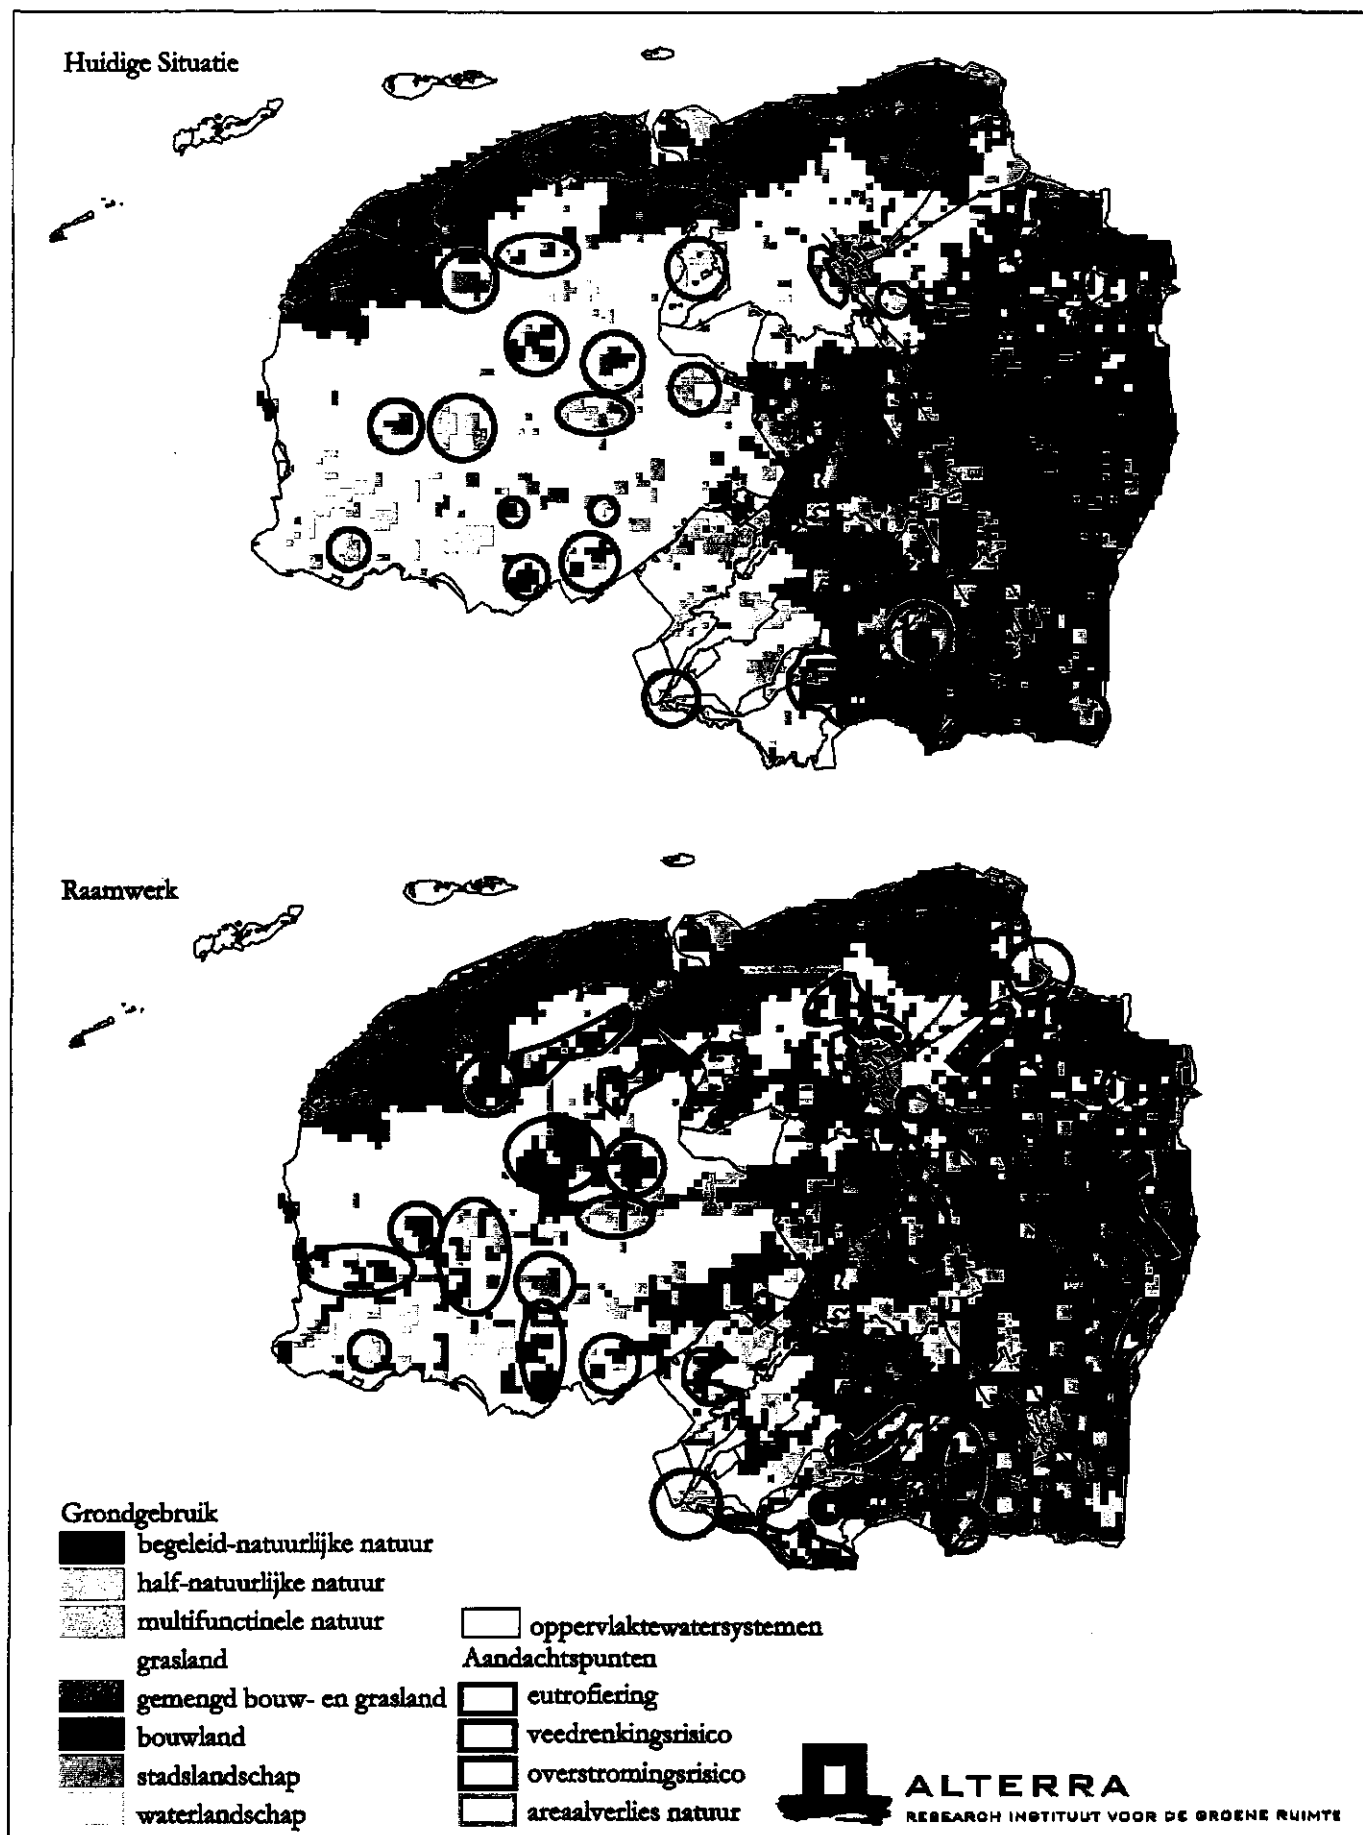 Huidige Situatie
Raamwerk
Grondgebruik
begeleid-natuurlijke natuur
half-natuurlijke natuur
multifunctinele natuur
grasland
gemengd bouw- en grasland
bouwland
stadslandschap
waterlandschap
oppervlaktewatersystemen
Aandachtspunten
eutrofiering
veedrenkingsrisico
overstromingsrisico
areaalverlies natuur
ALTERRA
RESEARCH INSTITUUT VOOR DE GROENE RUIMTE